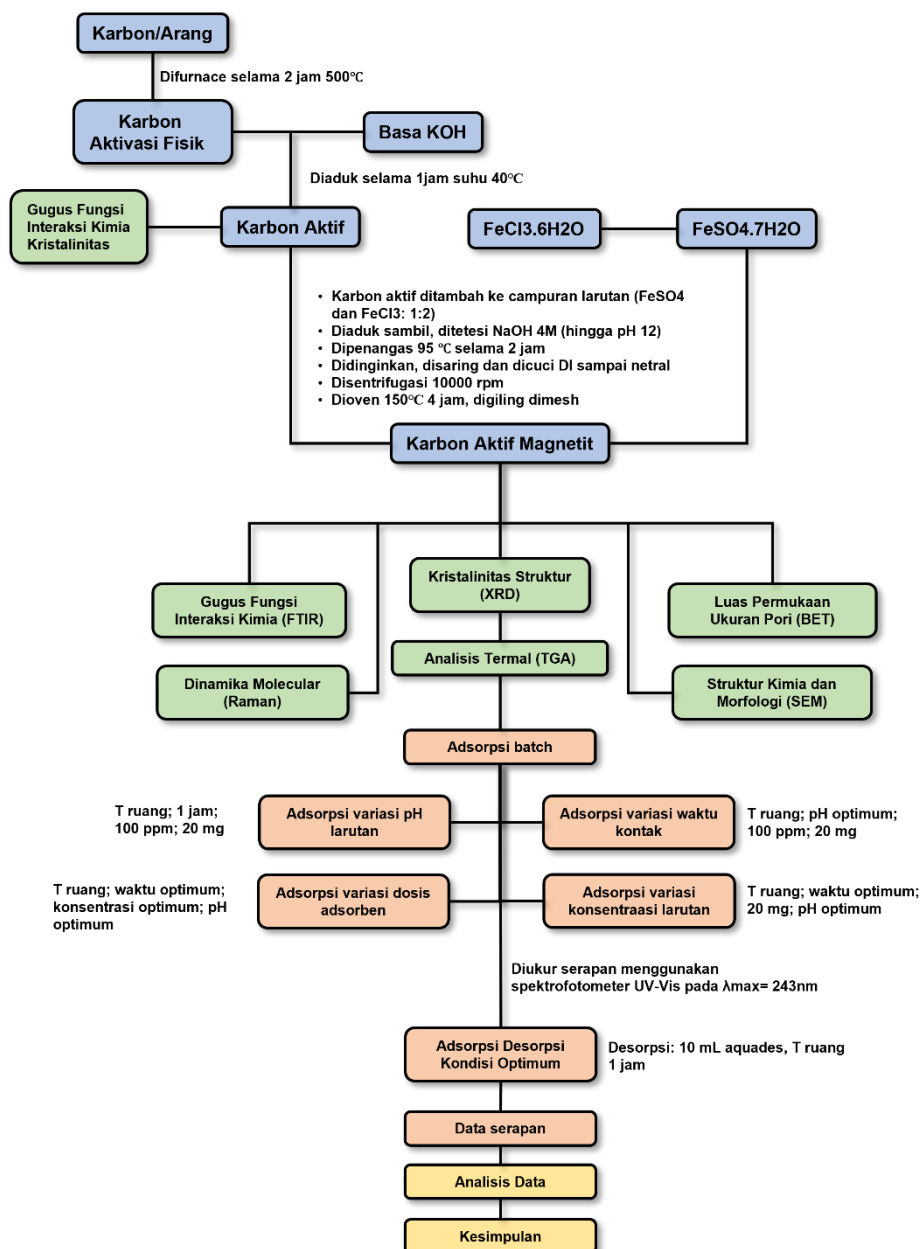 Karbon/Arang
Difurnace selama 2 jam 500℃
Karbon
Aktivasi Fisik
Basa KOH
Diaduk selama 1jam suhu 40℃
Gugus Fungsi
Interaksi Kimia
Kristalinitas
Karbon Aktif
FeCl3.6H2O
FeSO4.7H2O
• Karbon aktif ditambah ke campuran larutan (FeSO4
dan FeCl3: 1:2)
• Diaduk sambil, ditetesi NaOH 4M (hingga pH 12)
• Dipenangas 95 ℃ selama 2 jam
• Didinginkan, disaring dan dicuci DI sampai netral
• Disentrifugasi 10000 rpm
• Dioven 150℃ 4 jam, digiling dimesh
Karbon Aktif Magnetit
Kristalinitas Struktur
(XRD)
Gugus Fungsi
Interaksi Kimia (FTIR)
Luas Permukaan
Ukuran Pori (BET)
Analisis Termal (TGA)
Dinamika Molecular
(Raman)
Struktur Kimia dan
Morfologi (SEM)
Adsorpsi batch
T ruang; 1 jam;
100 ppm; 20 mg
Adsorpsi variasi pH
larutan
Adsorpsi variasi waktu
kontak
T ruang; pH optimum;
100 ppm; 20 mg
T ruang; waktu optimum;
konsentrasi optimum; pH
optimum
Adsorpsi variasi dosis
adsorben
Adsorpsi variasi
konsentraasi larutan
T ruang; waktu optimum;
20 mg; pH optimum
Diukur serapan menggunakan
spektrofotometer UV-Vis pada λmax= 243nm
Adsorpsi Desorpsi
Kondisi Optimum
Desorpsi: 10 mL aquades, T ruang
1 jam
Data serapan
Analisis Data
Kesimpulan